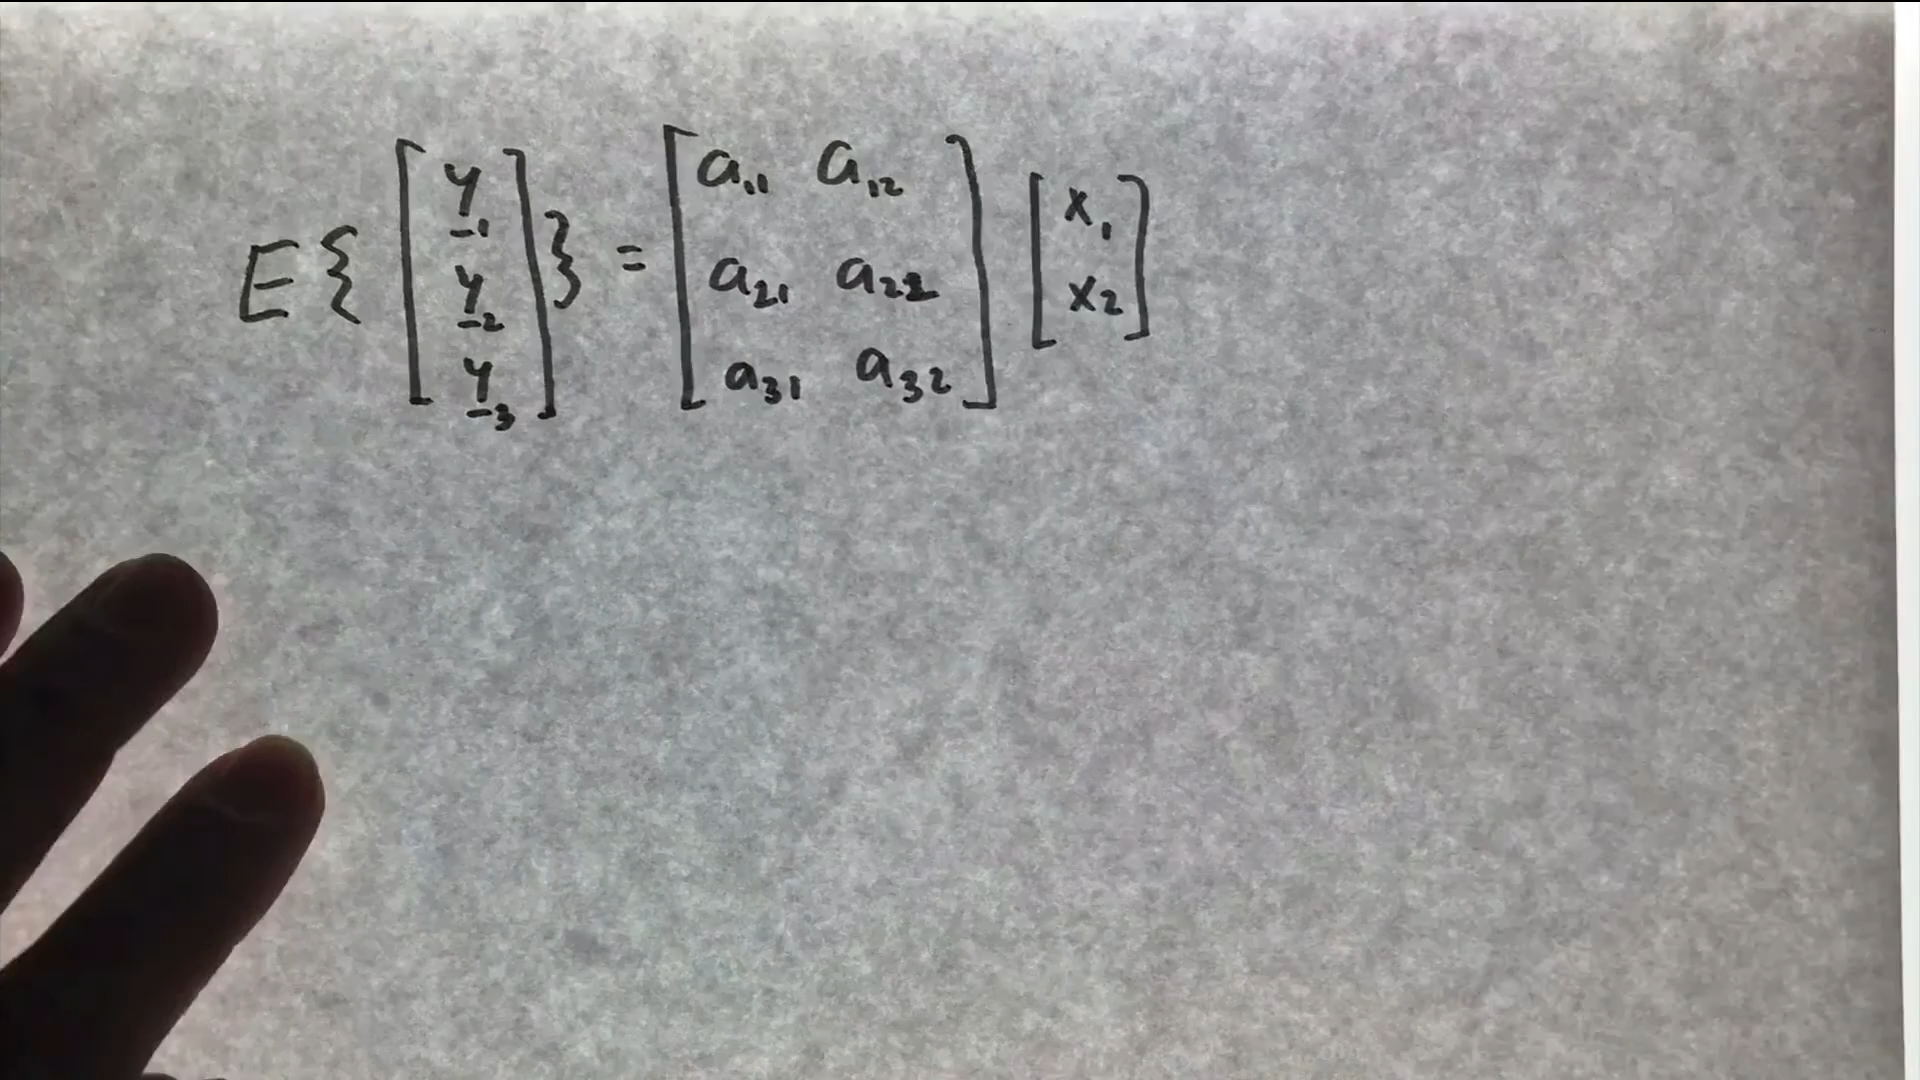 E{[y₁ y₂ y₃]} = [a₁₁ a₁₂ a₂₁ a₂₂ a₃₁ a₃₂] [x₁ x₂]